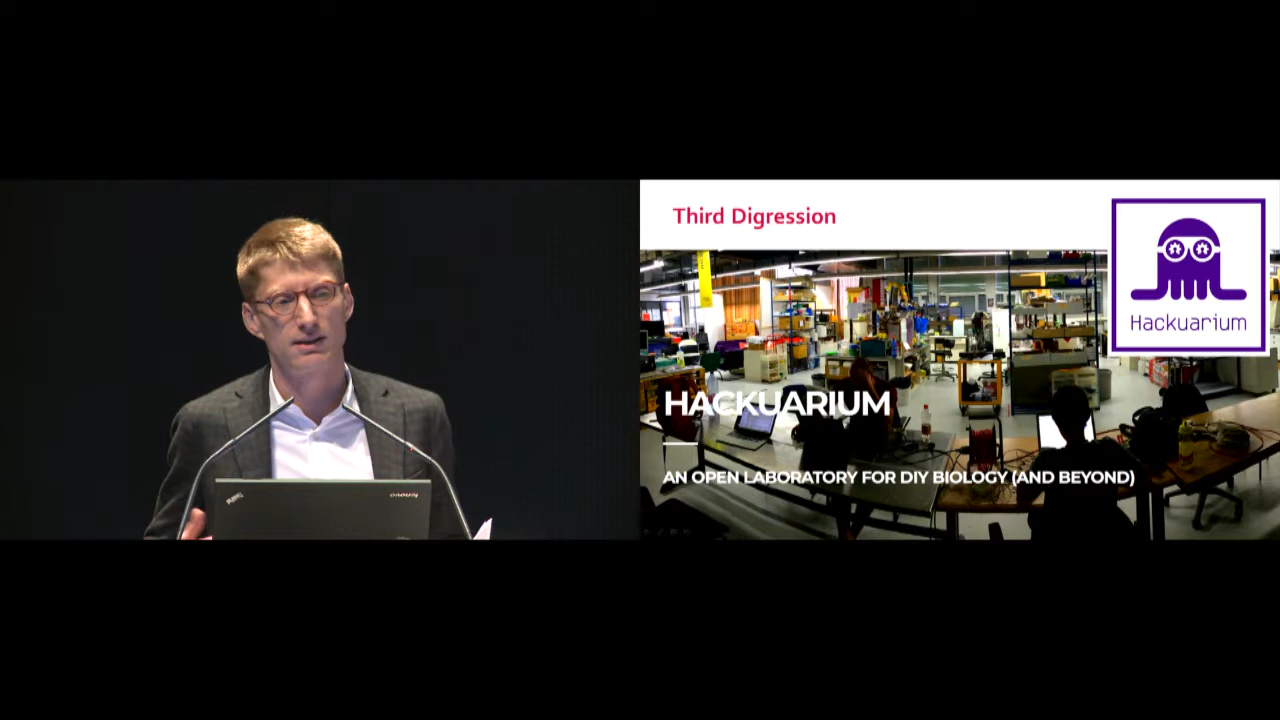 Third Digression
Hackuarium
HACKUARIUM
AN OPEN LABORATORY FOR DIY BIOLOGY (AND BEYOND)
lenovo